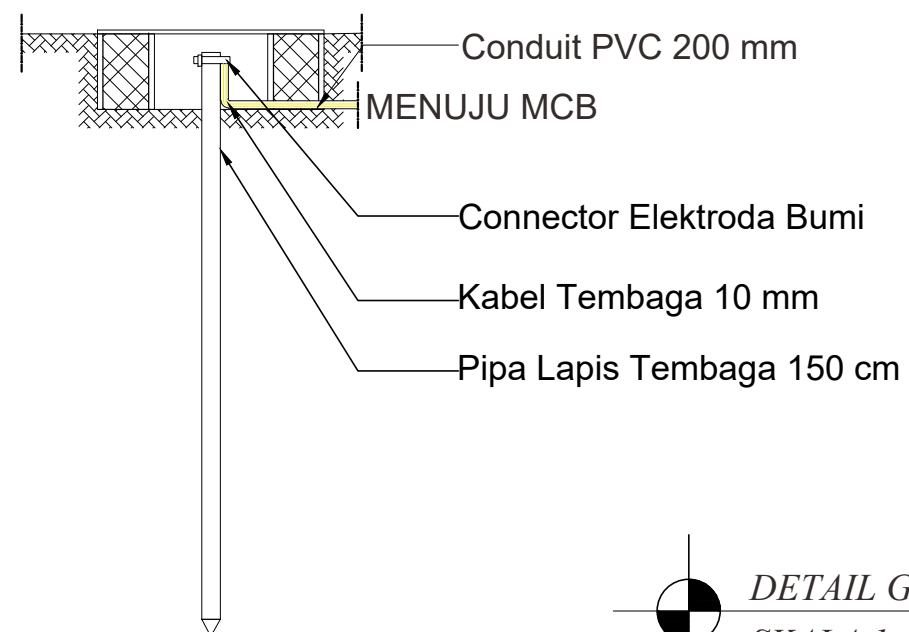 Conduit PVC 200 mm
MENUJU MCB
Connector Elektroda Bumi
Kabel Tembaga 10 mm
Pipa Lapis Tembaga 150 cm
DETAIL G